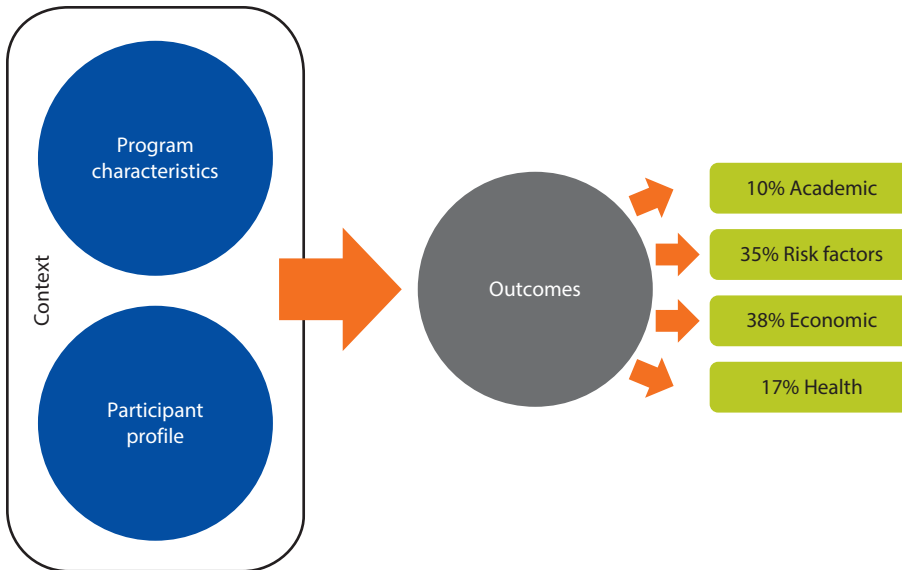 Context
Program
characteristics
Participant
profile
Outcomes
10% Academic
35% Risk factors
38% Economic
17% Health